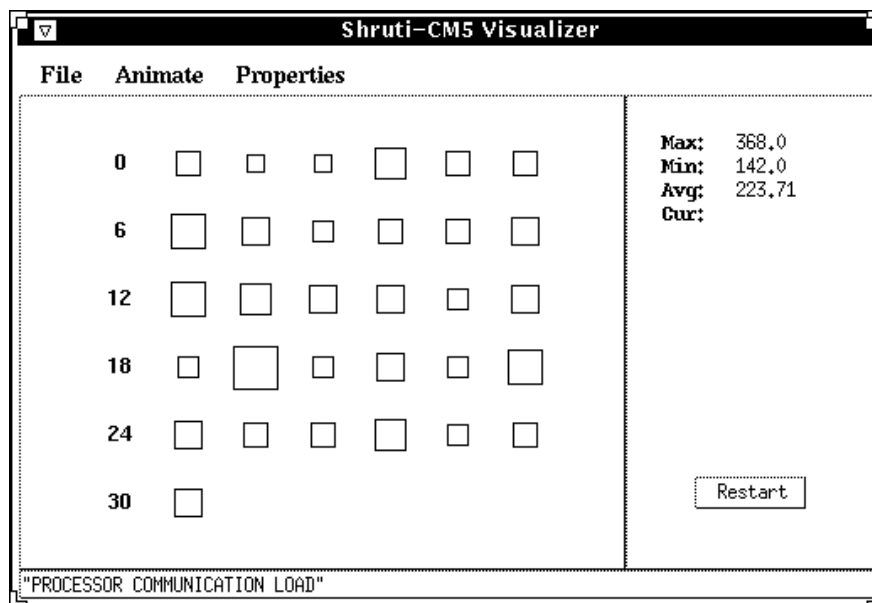 Shruti-CM5 Visualizer
File Animate Properties
0
6
12
18
24
30
Max: 368.0
Min: 142.0
Avg: 223.71
Cur:
Restart
"PROCESSOR COMMUNICATION LOAD"